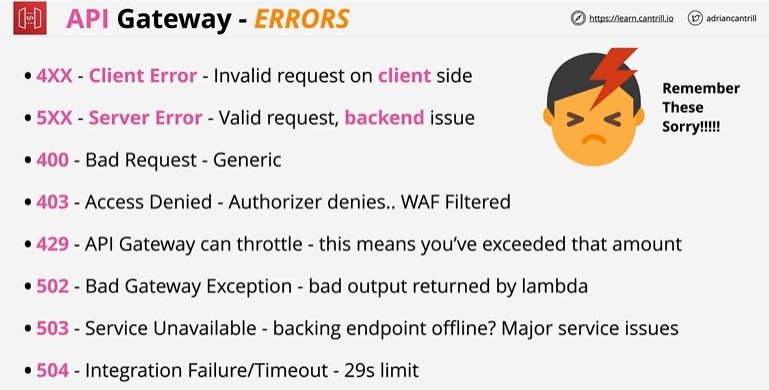 API Gateway - ERRORS
https://learn.cantrill.io
adriancantrill
• 4XX - Client Error - Invalid request on client side
• 5XX - Server Error - Valid request, backend issue
• 400 - Bad Request - Generic
• 403 - Access Denied - Authorizer denies.. WAF Filtered
• 429 - API Gateway can throttle - this means you've exceeded that amount
• 502 - Bad Gateway Exception - bad output returned by lambda
• 503 - Service Unavailable - backing endpoint offline? Major service issues
• 504 - Integration Failure/Timeout - 29s limit
Remember
These
Sorry!!!!!